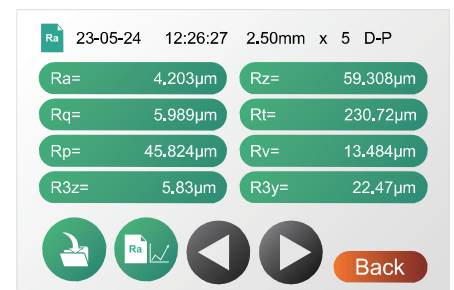 Ra 23-05-24 12:26:27 2.50mm x 5 D-P
Ra= 4.203µm Rz= 59.308µm
Rq= 5.989µm Rt= 230.72µm
Rp= 45.824µm Rv= 13.484µm
R3z= 5.83µm R3y= 22.47µm
Ra Back